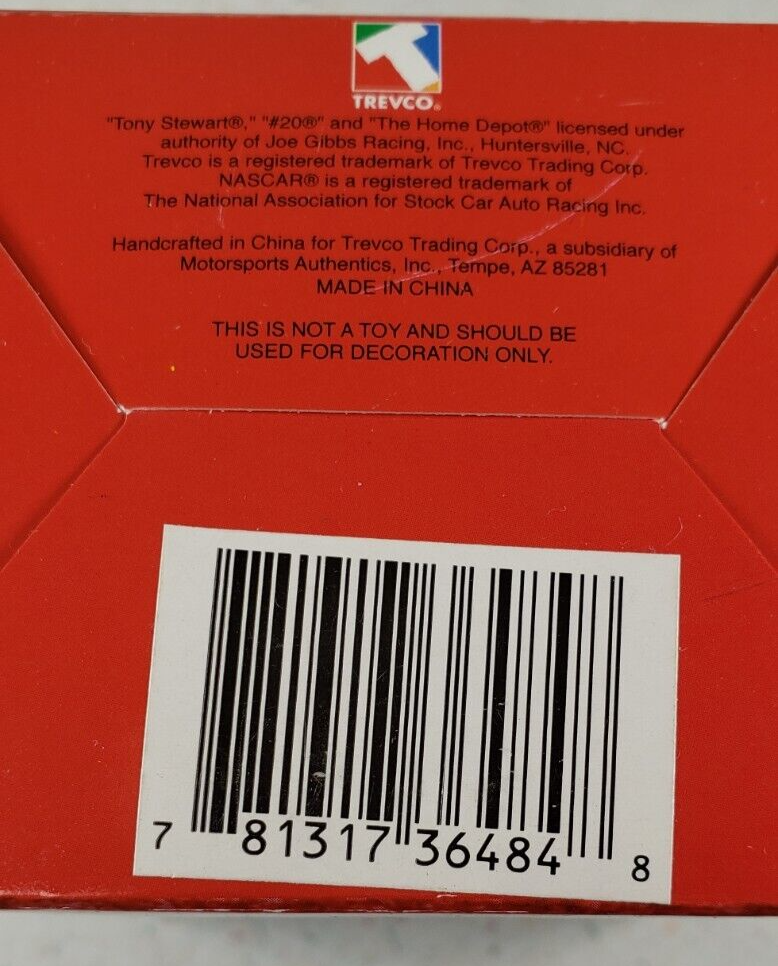 TREVCO®
"Tony Stewart®," "#20®" and "The Home Depot®" licensed under
authority of Joe Gibbs Racing, Inc., Huntersville, NC.
Trevco is a registered trademark of Trevco Trading Corp.
NASCAR® is a registered trademark of
The National Association for Stock Car Auto Racing Inc.
Handcrafted in China for Trevco Trading Corp., a subsidiary of
Motorsports Authentics, Inc., Tempe, AZ 85281
MADE IN CHINA
THIS IS NOT A TOY AND SHOULD BE
USED FOR DECORATION ONLY.
7 81317 36484 8